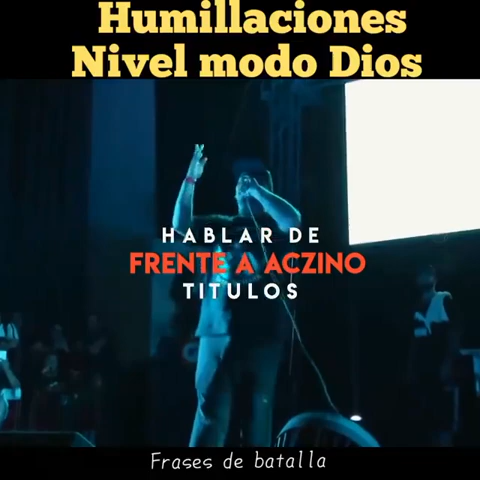 Humillaciones
Nivel modo Dios
HABLAR DE
FRENTE A ACZINO
TITULOS
Frases de batalla